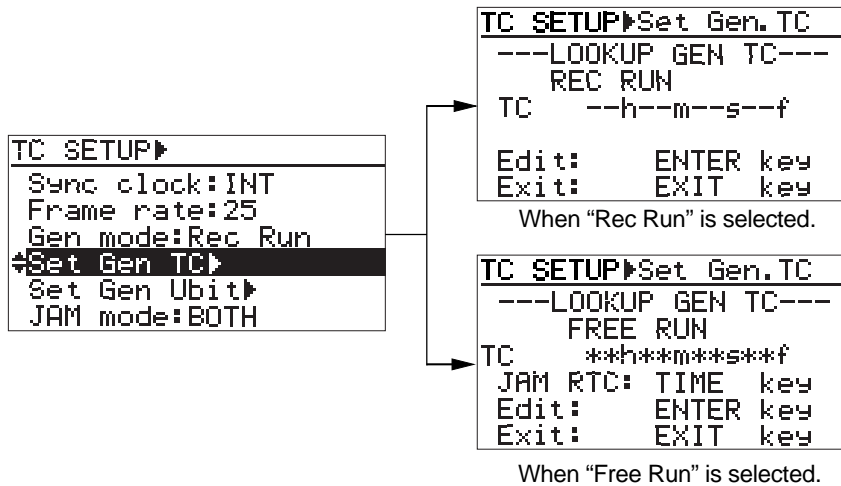 TC SETUP▶
Sync clock:INT
Frame rate:25
Gen mode:Rec Run
Set Gen TC▶
Set Gen Ubit▶
JAM mode:BOTH
TC SETUP▶Set Gen.TC
---LOOKUP GEN TC---
REC RUN
TC --h--m--s--f
Edit: ENTER key
Exit: EXIT key
When “Rec Run” is selected.
TC SETUP▶Set Gen.TC
---LOOKUP GEN TC---
FREE RUN
TC **h**m**s**f
JAM RTC: TIME key
Edit: ENTER key
Exit: EXIT key
When “Free Run” is selected.